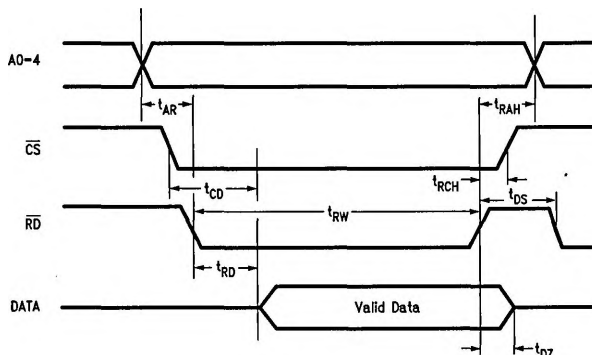 A0-4
tAR
tRAH
CS
tCD
tRCH
tDS
tRW
RD
tRD
DATA
Valid Data
tDZ